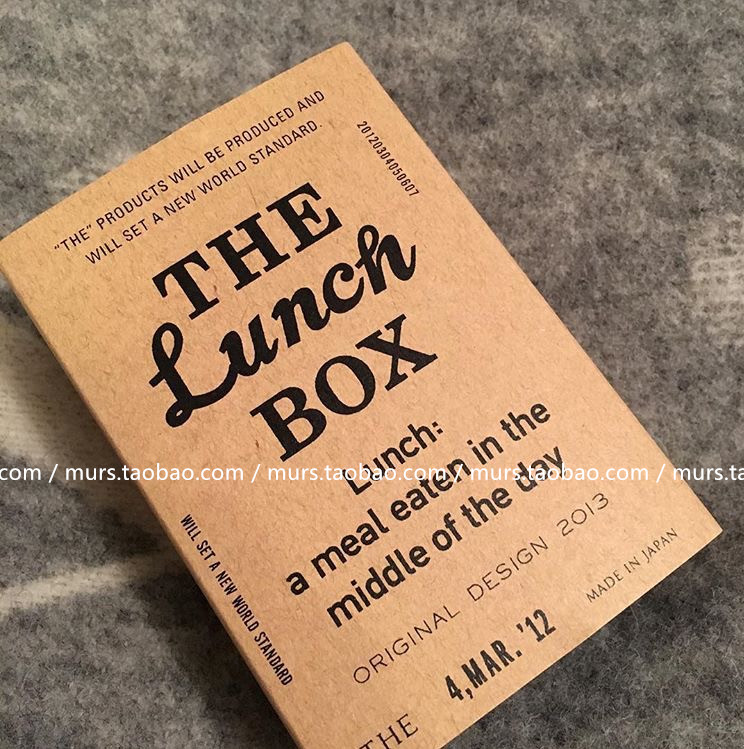 "THE" PRODUCTS WILL BE PRODUCED AND
WILL SET A NEW WORLD STANDARD.
20120304050607
THE
Lunch
BOX
Lunch:
a meal eaten in the
middle of the day
.com / murs.taobao.com / murs.taobao.com / murs.taobao.com / murs.ta
WILL SET A NEW WORLD STANDARD
ORIGINAL DESIGN 2013
MADE IN JAPAN
4,MAR.'12
THE